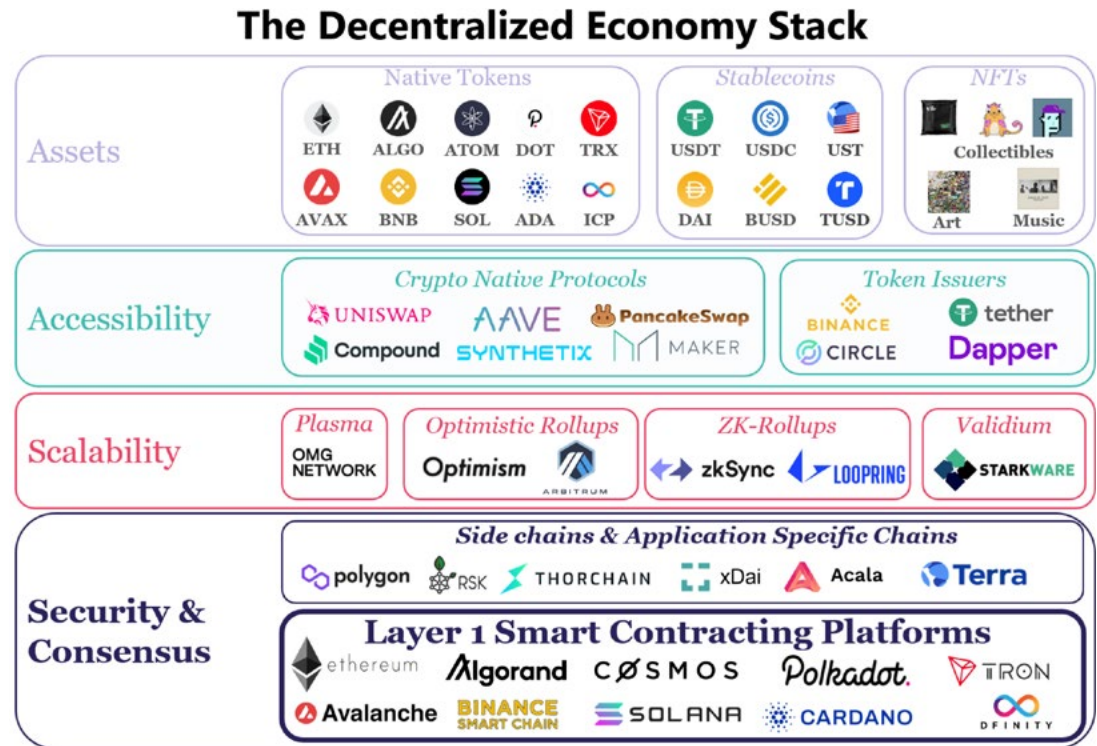 The Decentralized Economy Stack
Assets
Native Tokens
ETH ALGO ATOM DOT TRX
AVAX BNB SOL ADA ICP
Stablecoins
USDT USDC UST
DAI BUSD TUSD
NFTs
Collectibles
Art Music
Accessibility
Crypto Native Protocols
UNISWAP AAVE PancakeSwap
Compound SYNTHETIX MAKER
Token Issuers
BINANCE tether
CIRCLE Dapper
Scalability
Plasma
OMG
NETWORK
Optimistic Rollups
Optimism ARBITRUM
ZK-Rollups
zkSync LOOPRING
Validium
STARKWARE
Security &
Consensus
Side chains & Application Specific Chains
polygon RSK THORCHAIN xDai Acala Terra
Layer 1 Smart Contracting Platforms
ethereum Algorand COSMOS Polkadot. TRON
Avalanche BINANCE
SMART CHAIN SOLANA CARDANO DFINITY